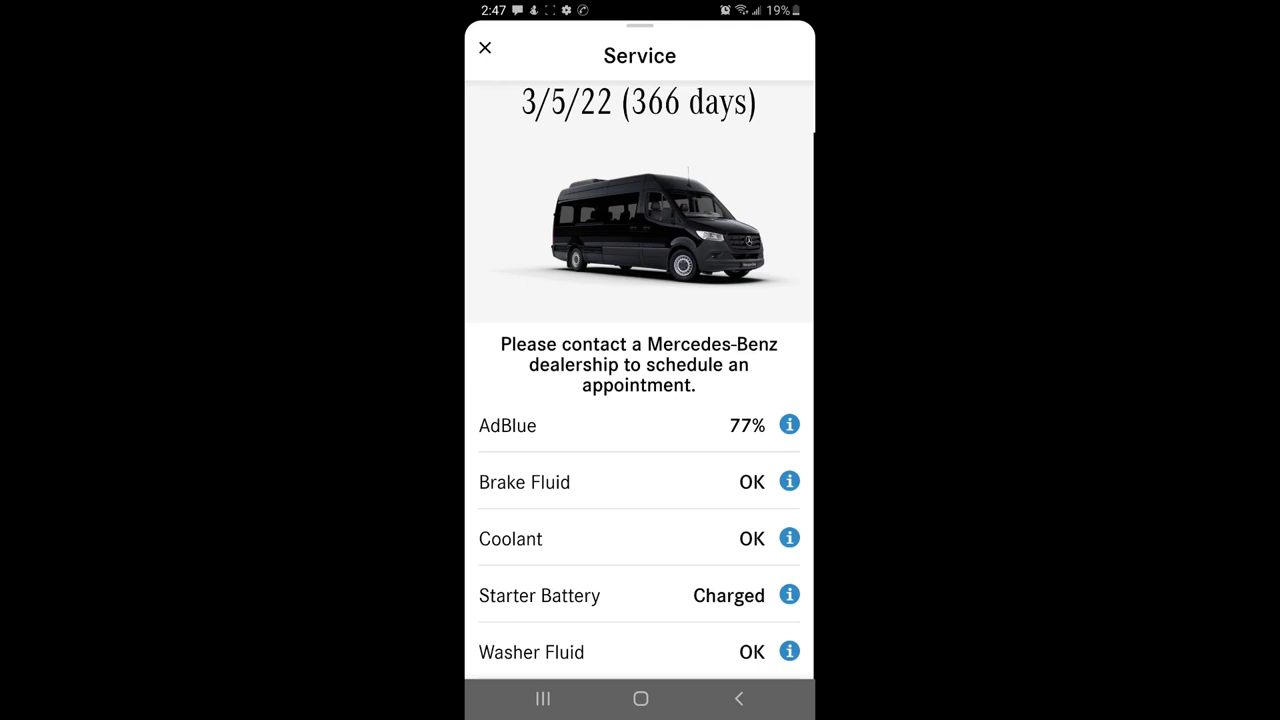 2:47
19%
Service
3/5/22 (366 days)
Please contact a Mercedes-Benz
dealership to schedule an
appointment.
AdBlue 77%
Brake Fluid OK
Coolant OK
Starter Battery Charged
Washer Fluid OK